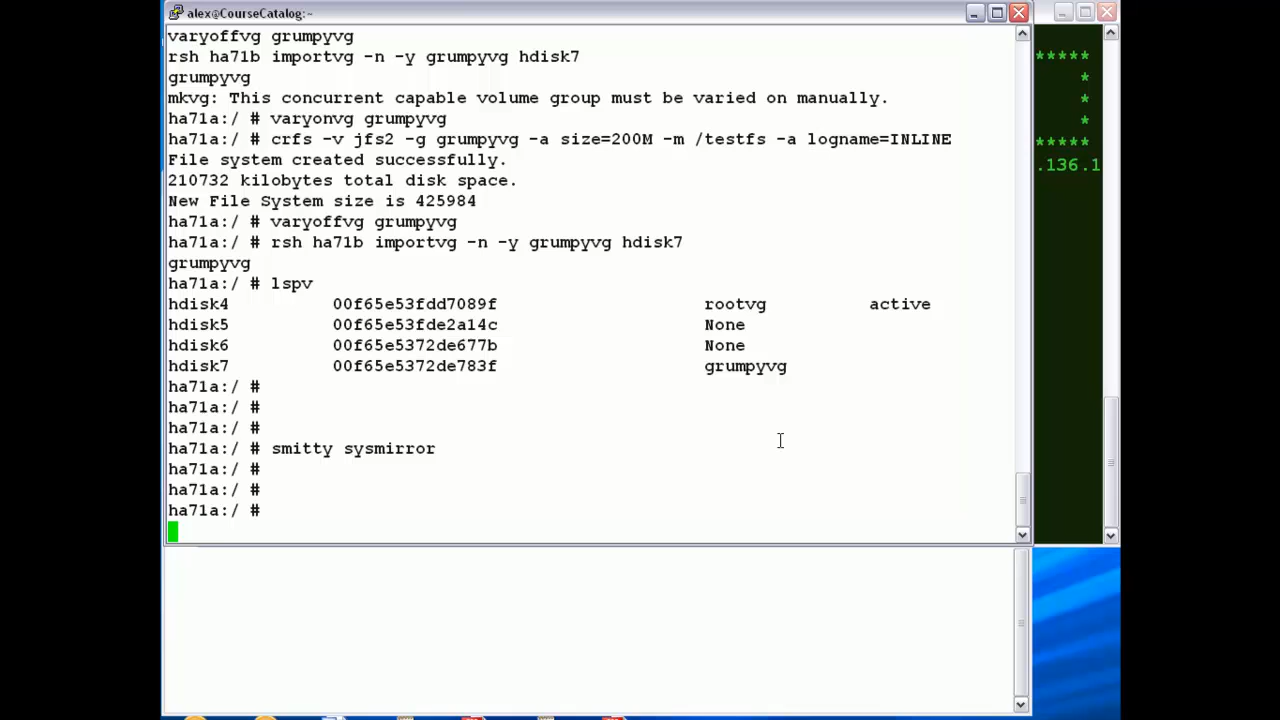 alex@CourseCatalog:~
varyoffvg grumpyvg
rsh ha71b importvg -n -y grumpyvg hdisk7
grumpyvg
mkvg: This concurrent capable volume group must be varied on manually.
ha71a:/ # varyonvg grumpyvg
ha71a:/ # crfs -v jfs2 -g grumpyvg -a size=200M -m /testfs -a logname=INLINE
File system created successfully.
210732 kilobytes total disk space.
New File System size is 425984
ha71a:/ # varyoffvg grumpyvg
ha71a:/ # rsh ha71b importvg -n -y grumpyvg hdisk7
grumpyvg
ha71a:/ # lspv
hdisk4 00f65e53fdd7089f rootvg active
hdisk5 00f65e53fde2a14c None
hdisk6 00f65e5372de677b None
hdisk7 00f65e5372de783f grumpyvg
ha71a:/ #
ha71a:/ #
ha71a:/ #
ha71a:/ # smitty sysmirror
ha71a:/ #
ha71a:/ #
ha71a:/ #
*****
*
*
*
*****
.136.1